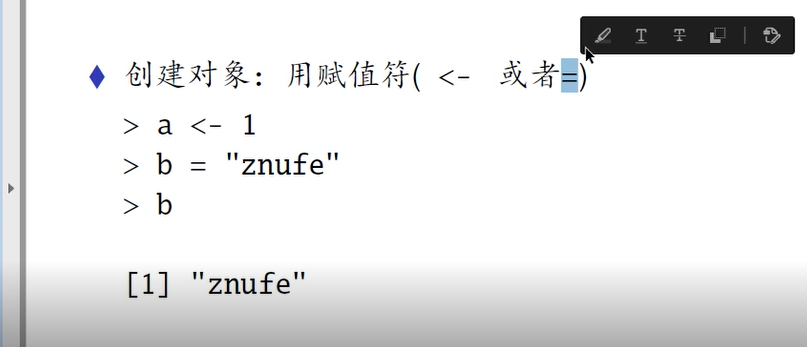 创建对象：用赋值符( <- 或者=)
> a <- 1
> b = "znufe"
> b
[1] "znufe"